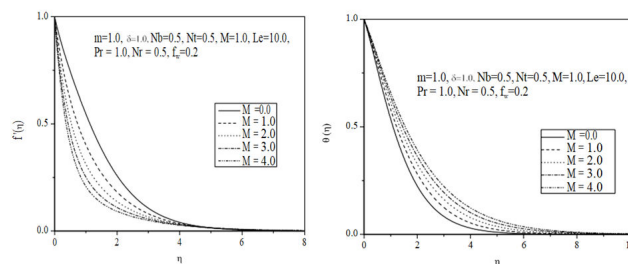 1.0
m=1.0, δ=1.0, Nb=0.5, Nt=0.5, M=1.0, Le=10.0,
Pr = 1.0, Nr = 0.5, fw=0.2
M = 0.0
M = 1.0
M = 2.0
M = 3.0
M = 4.0
f'(η)
0.5
0.0
0 2 4 6 8
η
1.0
m=1.0, δ=1.0, Nb=0.5, Nt=0.5, M=1.0, Le=10.0,
Pr = 1.0, Nr = 0.5, fw=0.2
M =0.0
M = 1.0
M = 2.0
M = 3.0
M = 4.0
θ (η)
0.5
0.0
0 2 4 6 8
η